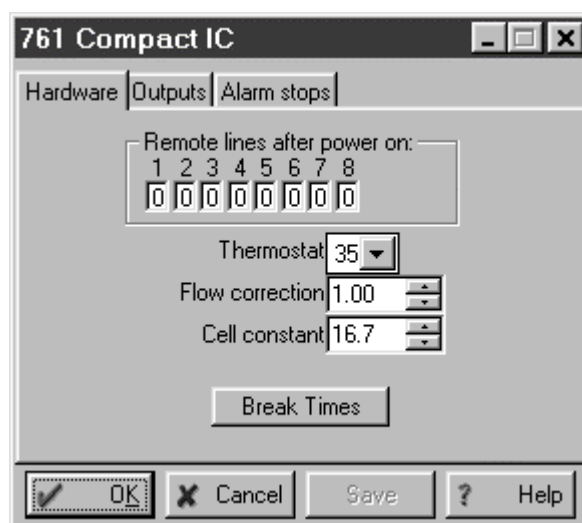 761 Compact IC
Hardware Outputs Alarm stops
Remote lines after power on:
1 2 3 4 5 6 7 8
0 0 0 0 0 0 0 0
Thermostat 35
Flow correction 1.00
Cell constant 16.7
Break Times
OK Cancel Save ? Help